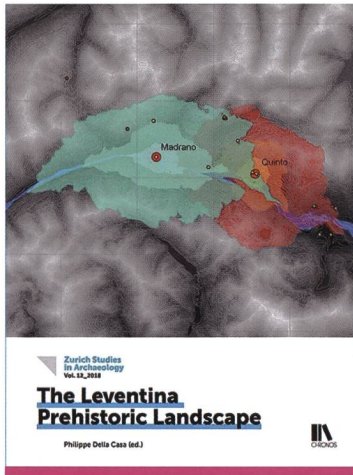 Madrano
Quinto
Zurich Studies
in Archaeology
Vol. 12_2018
The Leventina
Prehistoric Landscape
Philippe Della Casa (ed.)
CHRONOS